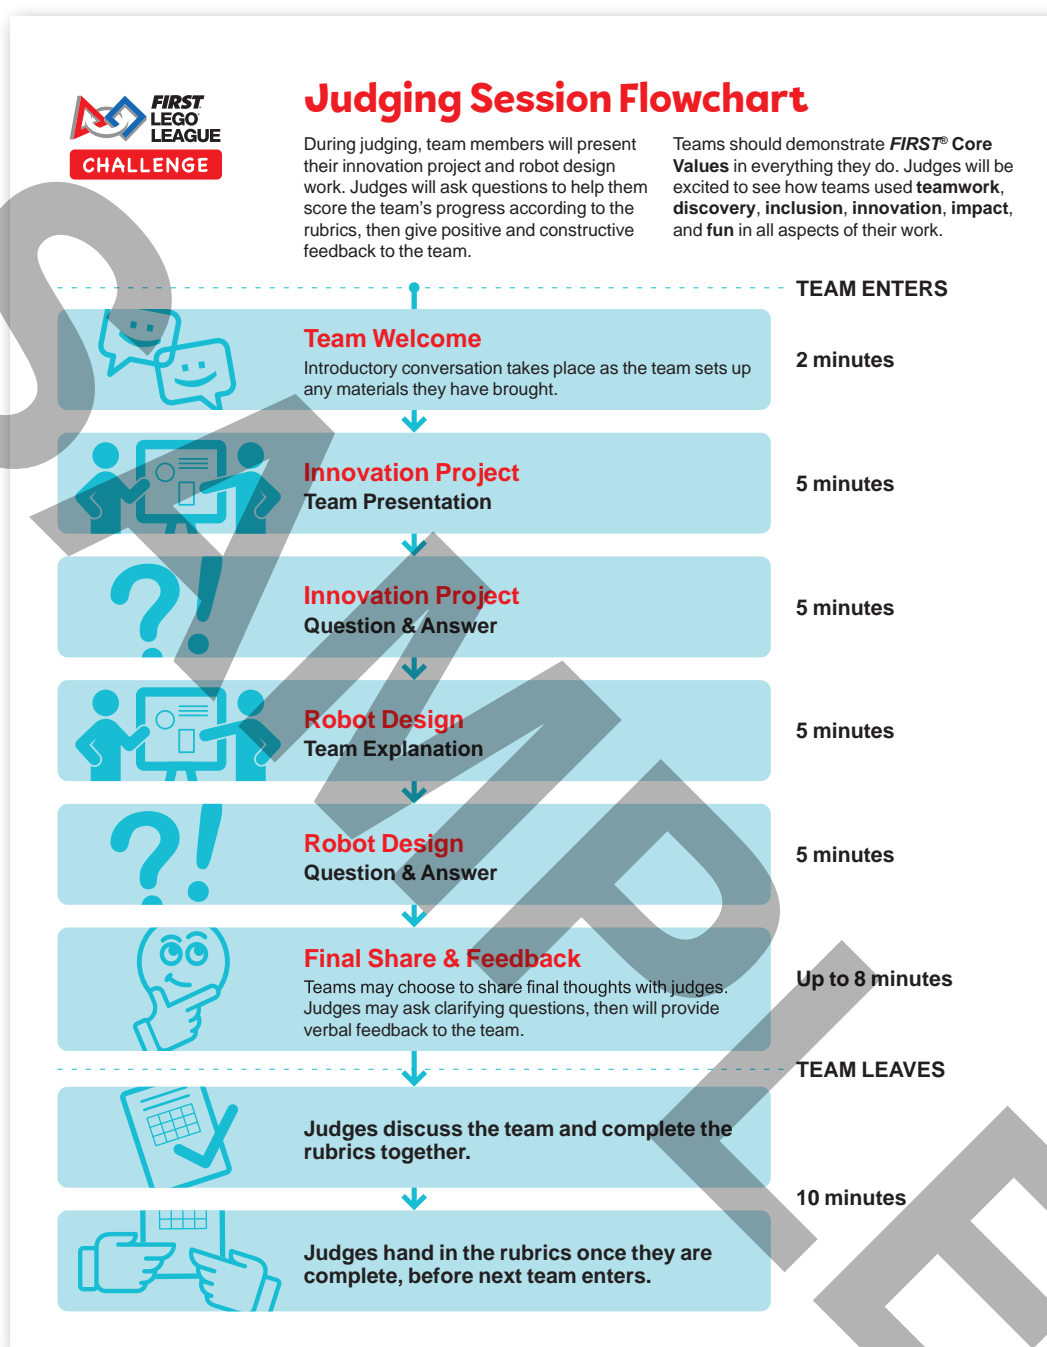 FIRST
LEGO
LEAGUE
CHALLENGE
Judging Session Flowchart
During judging, team members will present
their innovation project and robot design
work. Judges will ask questions to help them
score the team’s progress according to the
rubrics, then give positive and constructive
feedback to the team.
Teams should demonstrate FIRST® Core
Values in everything they do. Judges will be
excited to see how teams used teamwork,
discovery, inclusion, innovation, impact,
and fun in all aspects of their work.
TEAM ENTERS
Team Welcome
Introductory conversation takes place as the team sets up
any materials they have brought.
2 minutes
Innovation Project
Team Presentation
5 minutes
Innovation Project
Question & Answer
5 minutes
Robot Design
Team Explanation
5 minutes
Robot Design
Question & Answer
5 minutes
Final Share & Feedback
Teams may choose to share final thoughts with judges.
Judges may ask clarifying questions, then will provide
verbal feedback to the team.
Up to 8 minutes
TEAM LEAVES
Judges discuss the team and complete the
rubrics together.
10 minutes
Judges hand in the rubrics once they are
complete, before next team enters.
SAMPLE